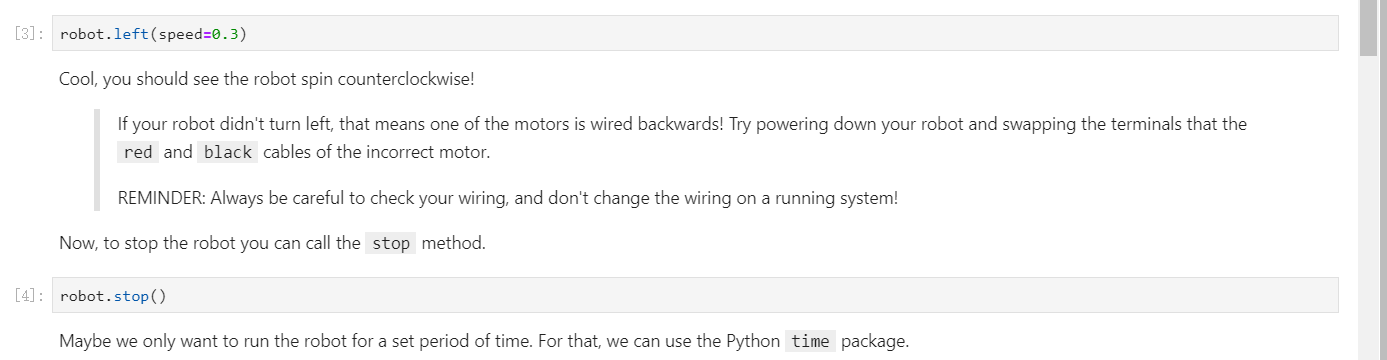 [3]: robot.left(speed=0.3)
Cool, you should see the robot spin counterclockwise!
If your robot didn't turn left, that means one of the motors is wired backwards! Try powering down your robot and swapping the terminals that the
red and black cables of the incorrect motor.
REMINDER: Always be careful to check your wiring, and don't change the wiring on a running system!
Now, to stop the robot you can call the stop method.
[4]: robot.stop()
Maybe we only want to run the robot for a set period of time. For that, we can use the Python time package.